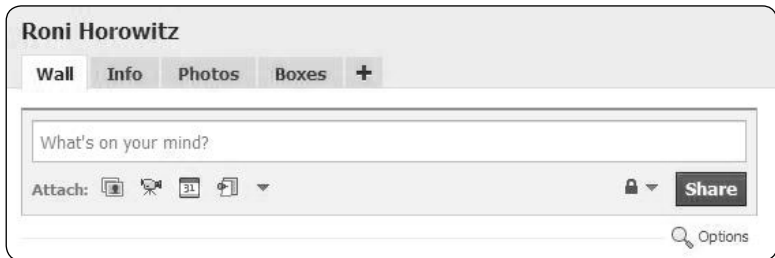 Roni Horowitz
Wall Info Photos Boxes +
What's on your mind?
Attach: 31 Share
Options